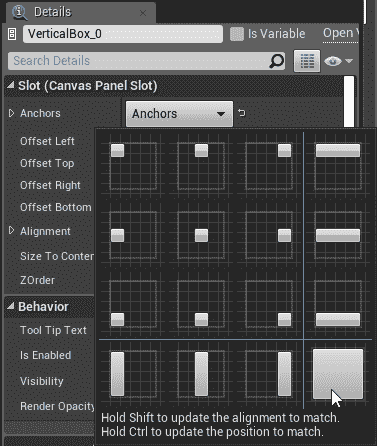 Details
VerticalBox_0
Is Variable
Open
Search Details
Slot (Canvas Panel Slot)
Anchors
Anchors
Offset Left
Offset Top
Offset Right
Offset Bottom
Alignment
Size To Conten
ZOrder
Behavior
Tool Tip Text
Is Enabled
Visibility
Render Opacity
Hold Shift to update the alignment to match.
Hold Ctrl to update the position to match.